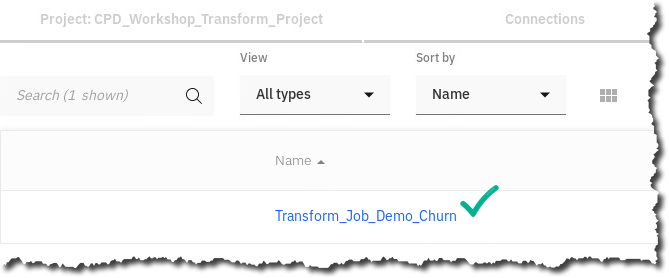 Project: CPD_Workshop_Transform_Project
Connections
View
Sort by
Search (1 shown)
All types
Name
Name
Transform_Job_Demo_Churn